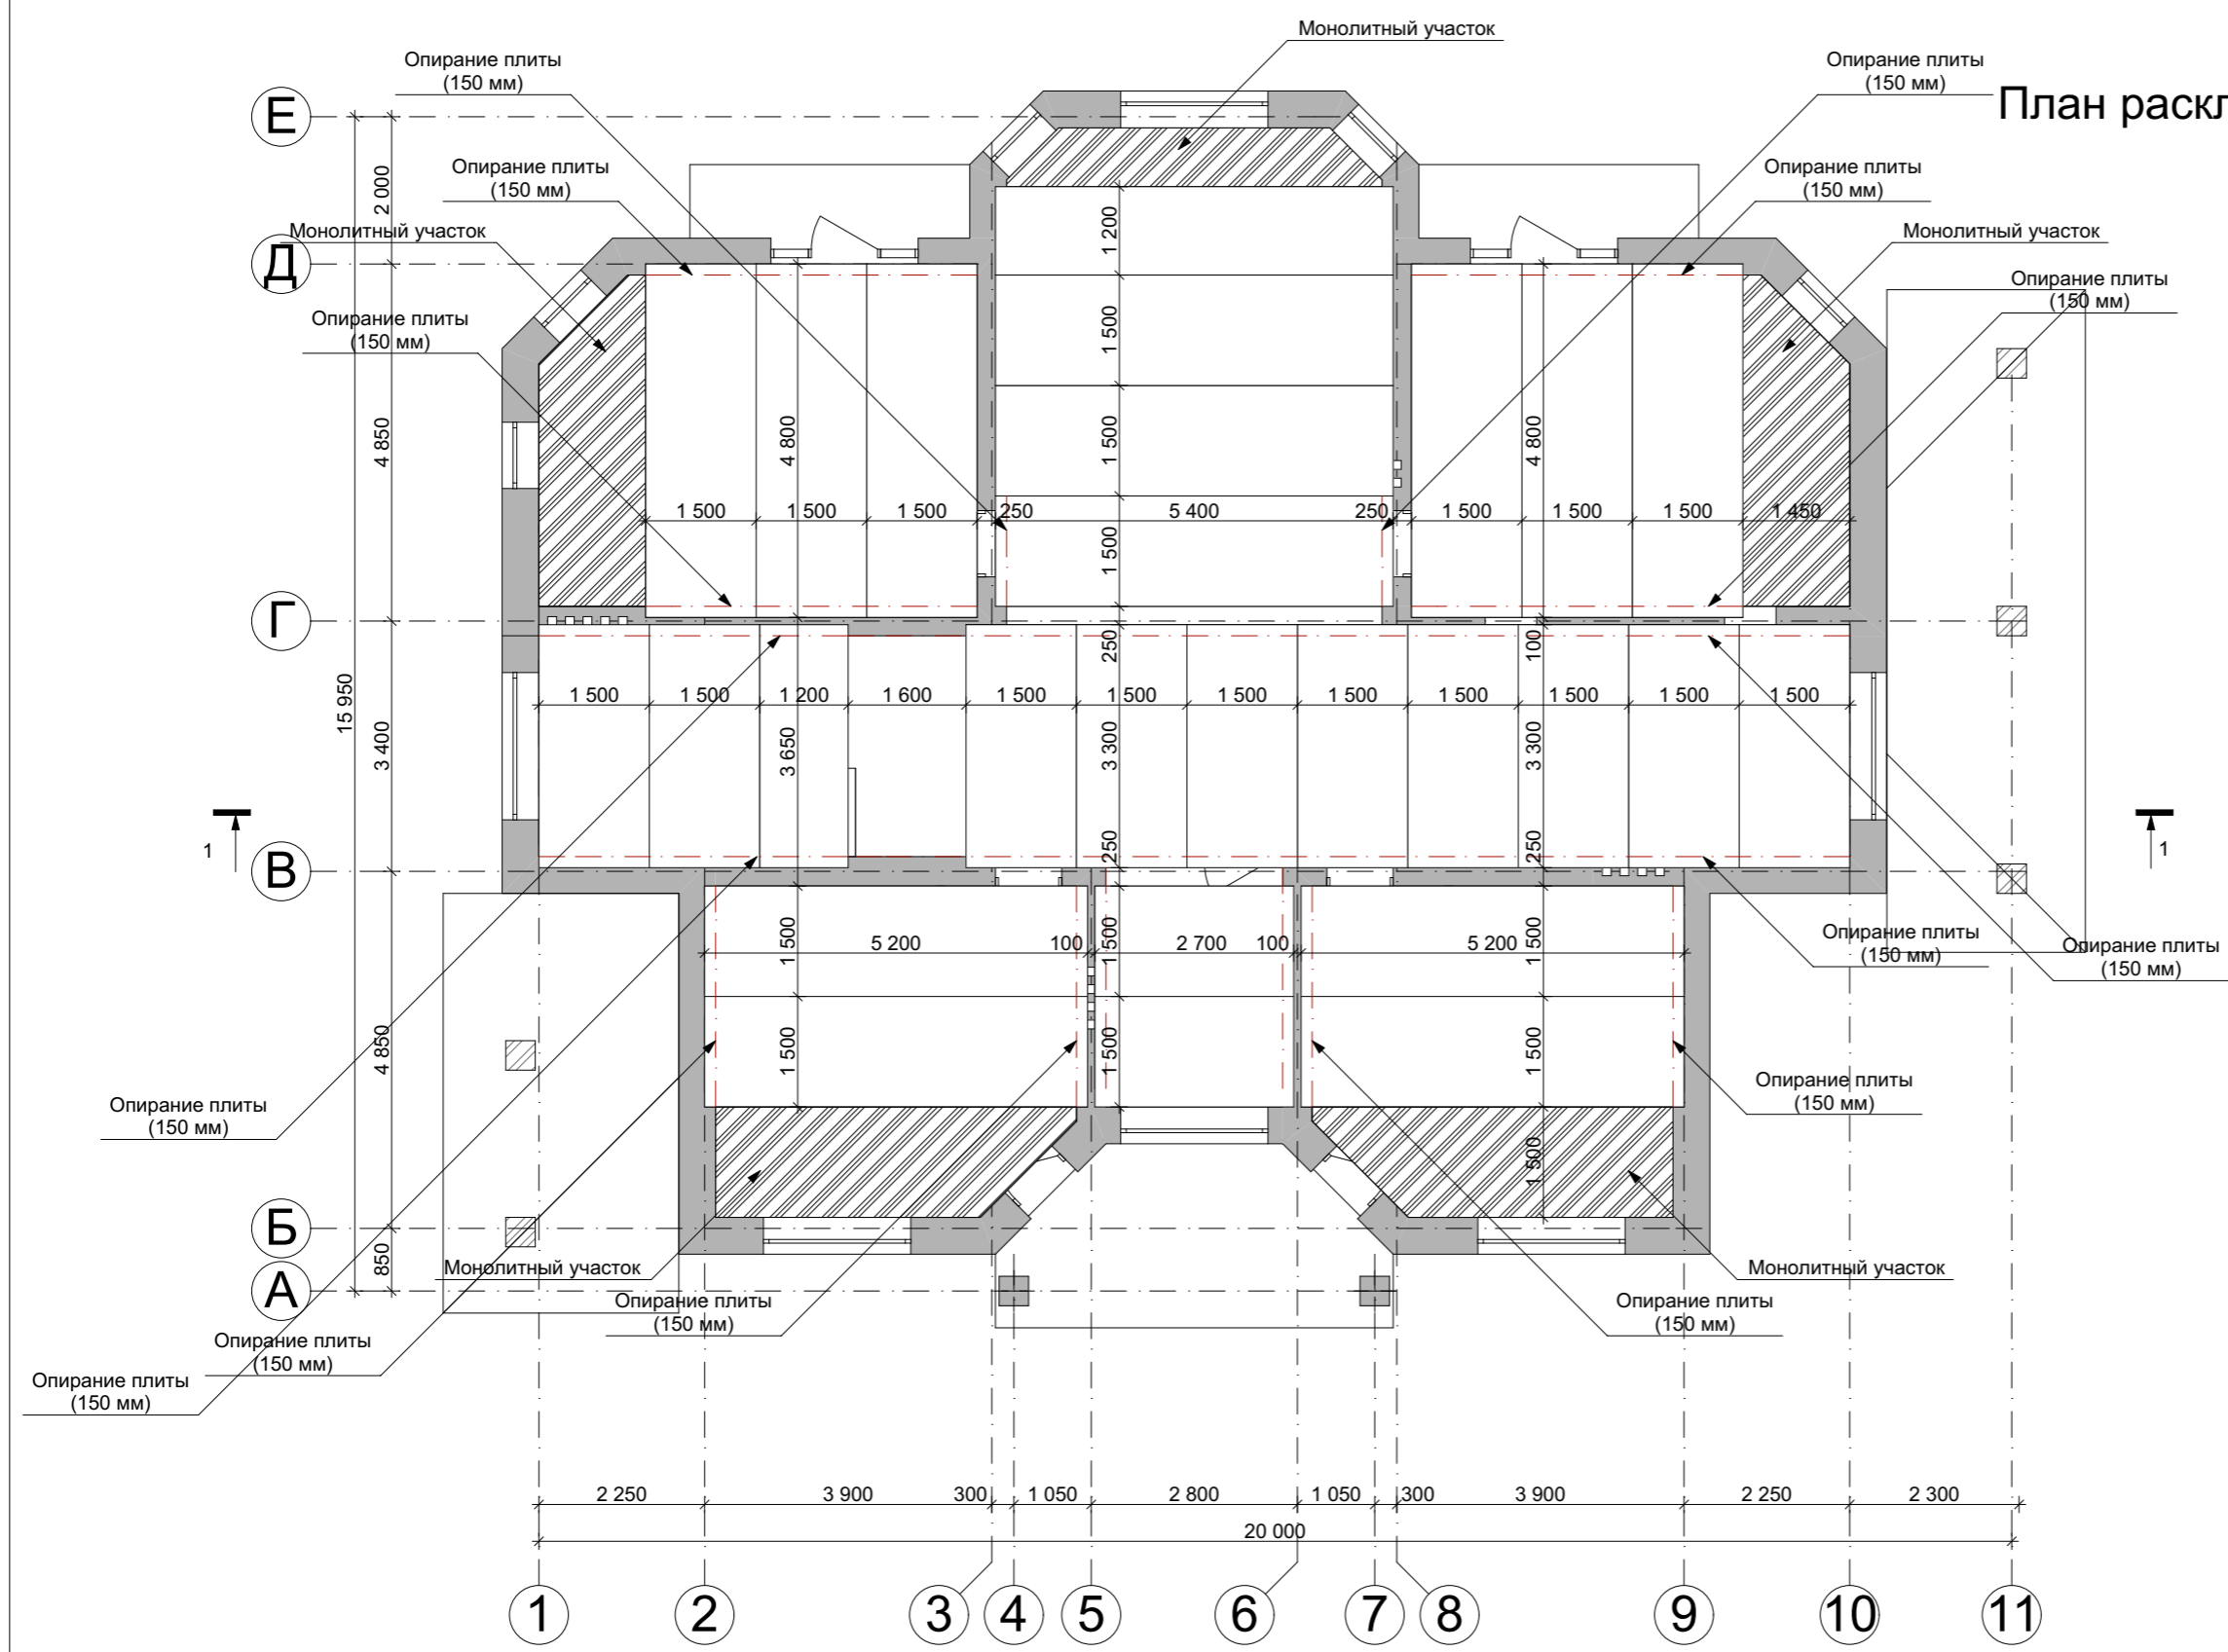 Монолитный участок
Опирание плиты
(150 мм)
Опирание плиты
(150 мм)
План раскл
Е
Опирание плиты
(150 мм)
Опирание плиты
(150 мм)
2 000
1 200
Монолитный участок
Монолитный участок
Д
Опирание плиты
(150 мм)
Опирание плиты
(150 мм)
1 500
4 850
4 800
1 500
4 800
1 500 1 500 1 500 250 5 400 250 1 500 1 500 1 500 1 450
1 500
Г
250
100
15 950
1 500 1 500 1 200 1 600 1 500 1 500 1 500 1 500 1 500 1 500 1 500 1 500
3 400
3 650
3 300
3 300
1
1
250
250
В
Опирание плиты
(150 мм)
Опирание плиты
(150 мм)
1 500
1 500
1 500
5 200 100 2 700 100 5 200
4 850
1 500
1 500
1 500
Опирание плиты
(150 мм)
Опирание плиты
(150 мм)
1 500
Б
850
Монолитный участок
Монолитный участок
А
Опирание плиты
(150 мм)
Опирание плиты
(150 мм)
Опирание плиты
(150 мм)
Опирание плиты
(150 мм)
2 250 3 900 300 1 050 2 800 1 050 300 3 900 2 250 2 300
20 000
1 2 3 4 5 6 7 8 9 10 11